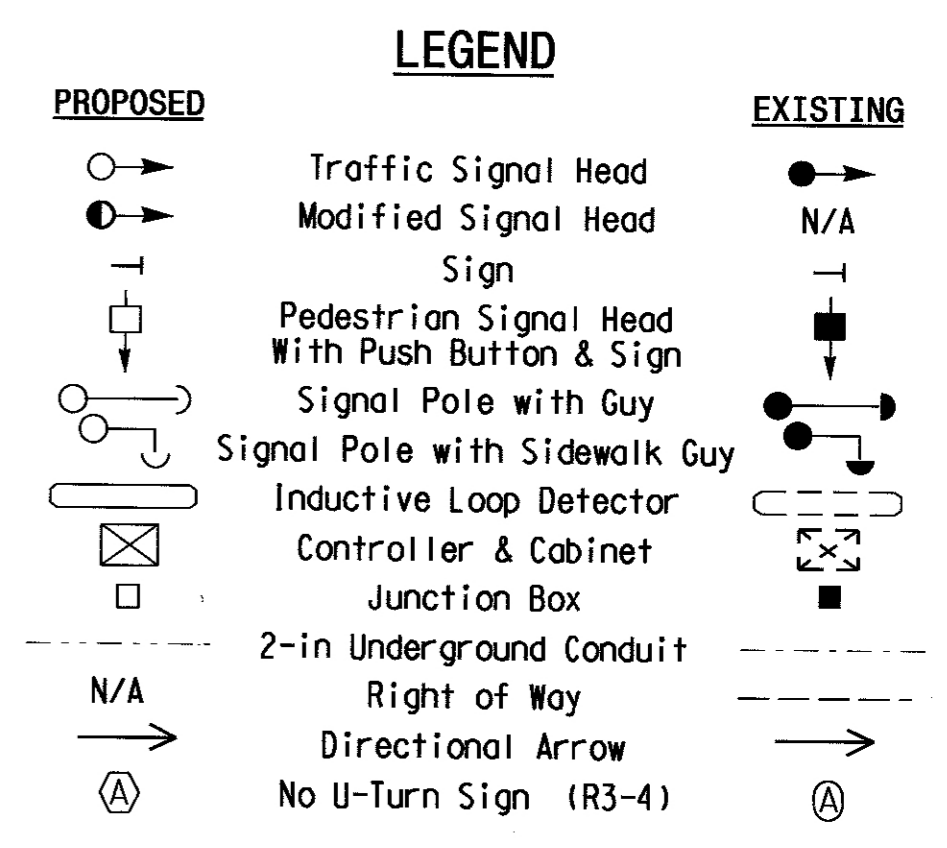 LEGEND
PROPOSED
EXISTING
Traffic Signal Head
Modified Signal Head N/A
Sign
Pedestrian Signal Head
With Push Button & Sign
Signal Pole with Guy
Signal Pole with Sidewalk Guy
Inductive Loop Detector
Controller & Cabinet
Junction Box
2-in Underground Conduit
N/A Right of Way
Directional Arrow
A No U-Turn Sign (R3-4) A